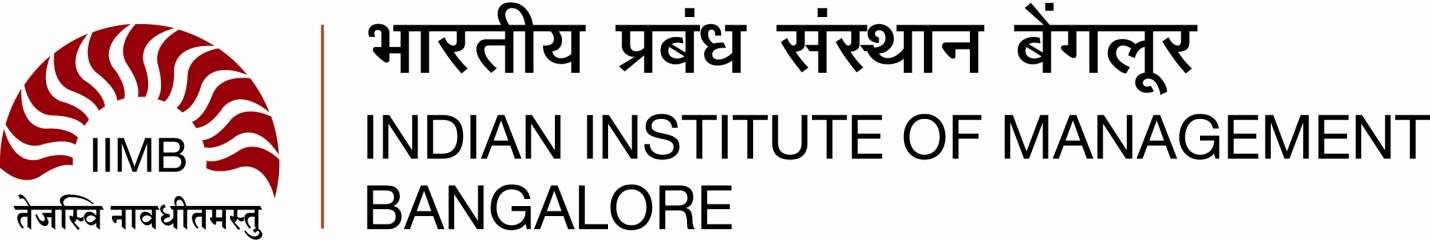 IIMB
तेजस्वि नावधीतमस्तु
भारतीय प्रबंध संस्थान बेंगलूर
INDIAN INSTITUTE OF MANAGEMENT
BANGALORE